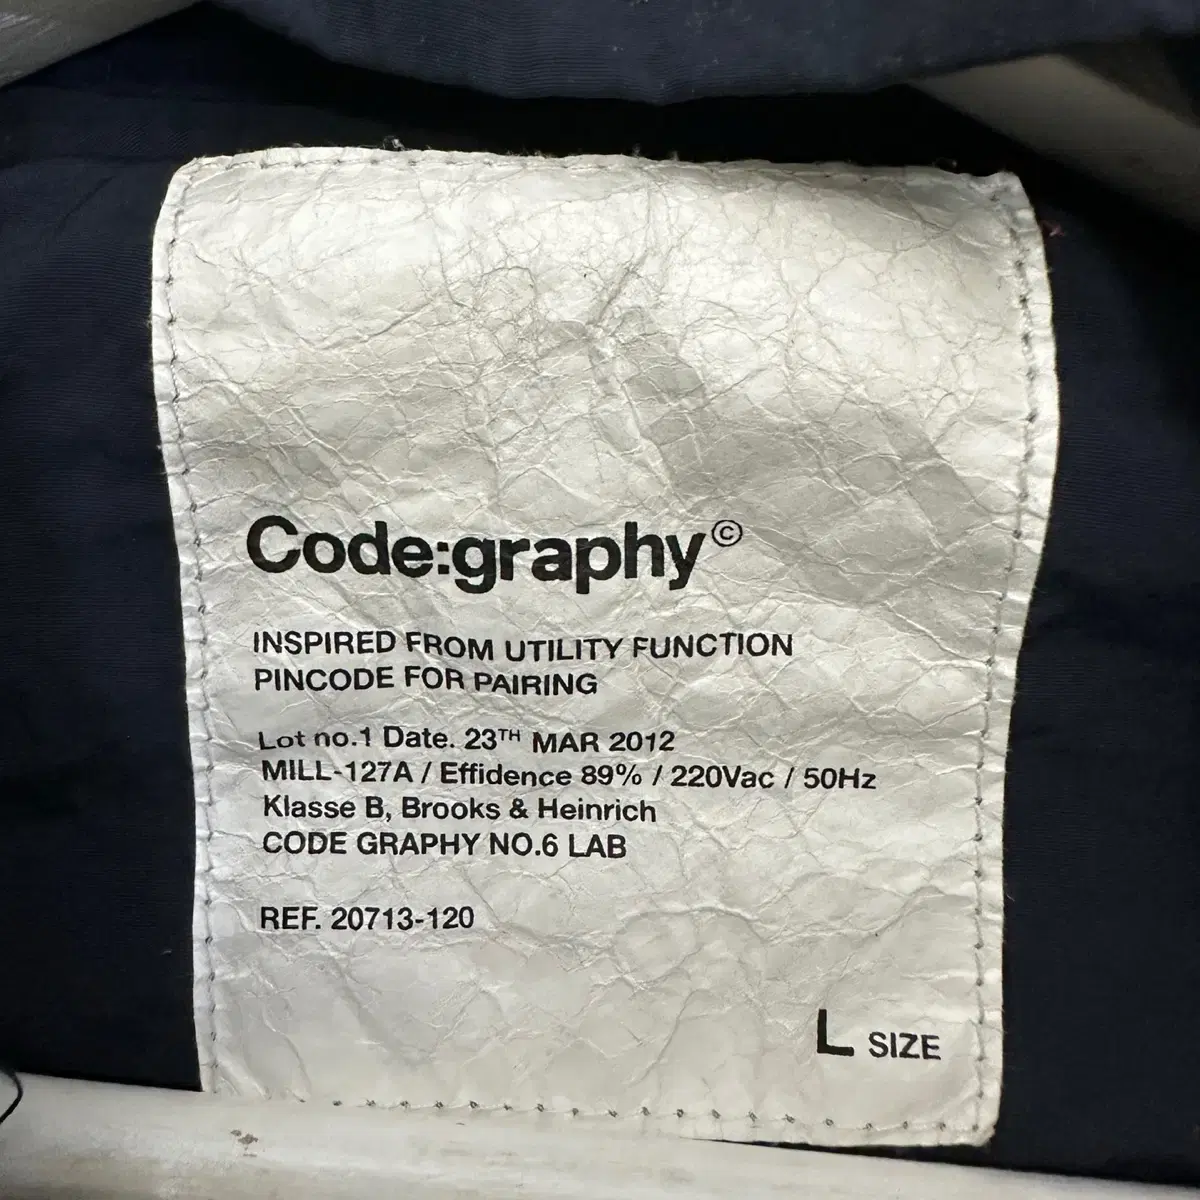 Code:graphy©
INSPIRED FROM UTILITY FUNCTION
PINCODE FOR PAIRING
Lot no.1 Date. 23TH MAR 2012
MILL-127A / Effidence 89% / 220Vac / 50Hz
Klasse B, Brooks & Heinrich
CODE GRAPHY NO.6 LAB
REF. 20713-120
L SIZE